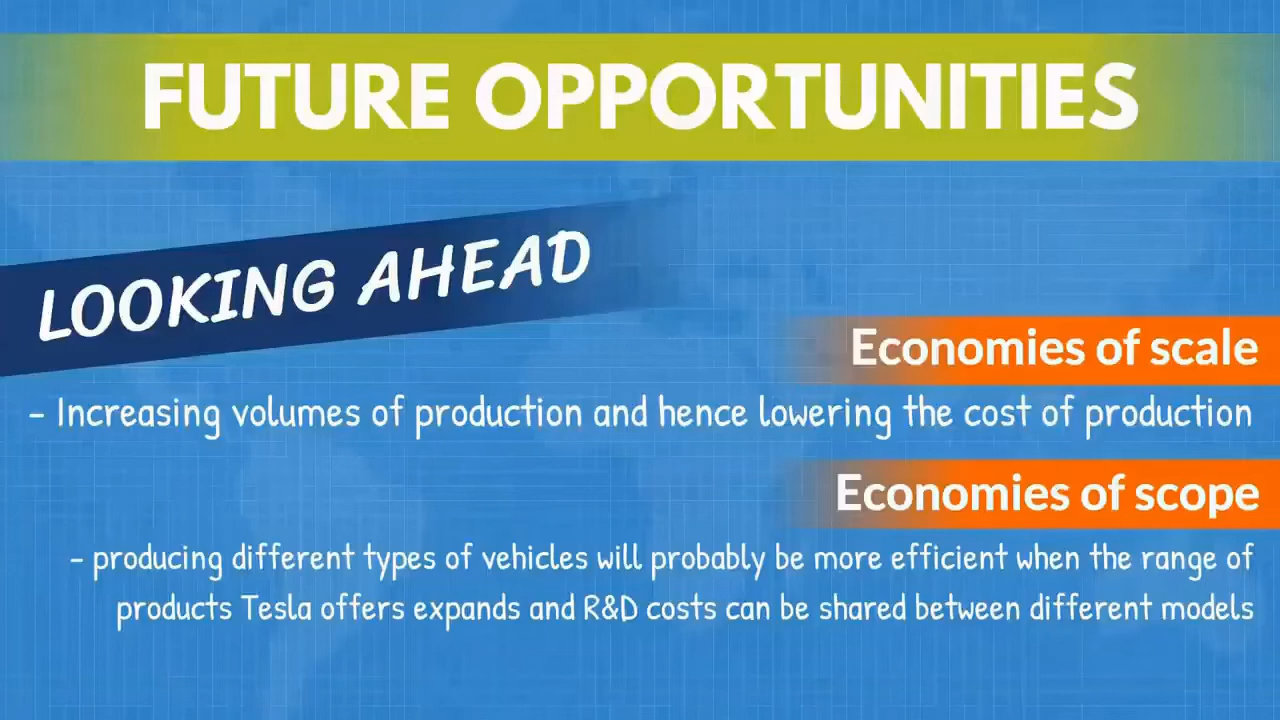 FUTURE OPPORTUNITIES
LOOKING AHEAD
Economies of scale
- Increasing volumes of production and hence lowering the cost of production
Economies of scope
- producing different types of vehicles will probably be more efficient when the range of
products Tesla offers expands and R&D costs can be shared between different models